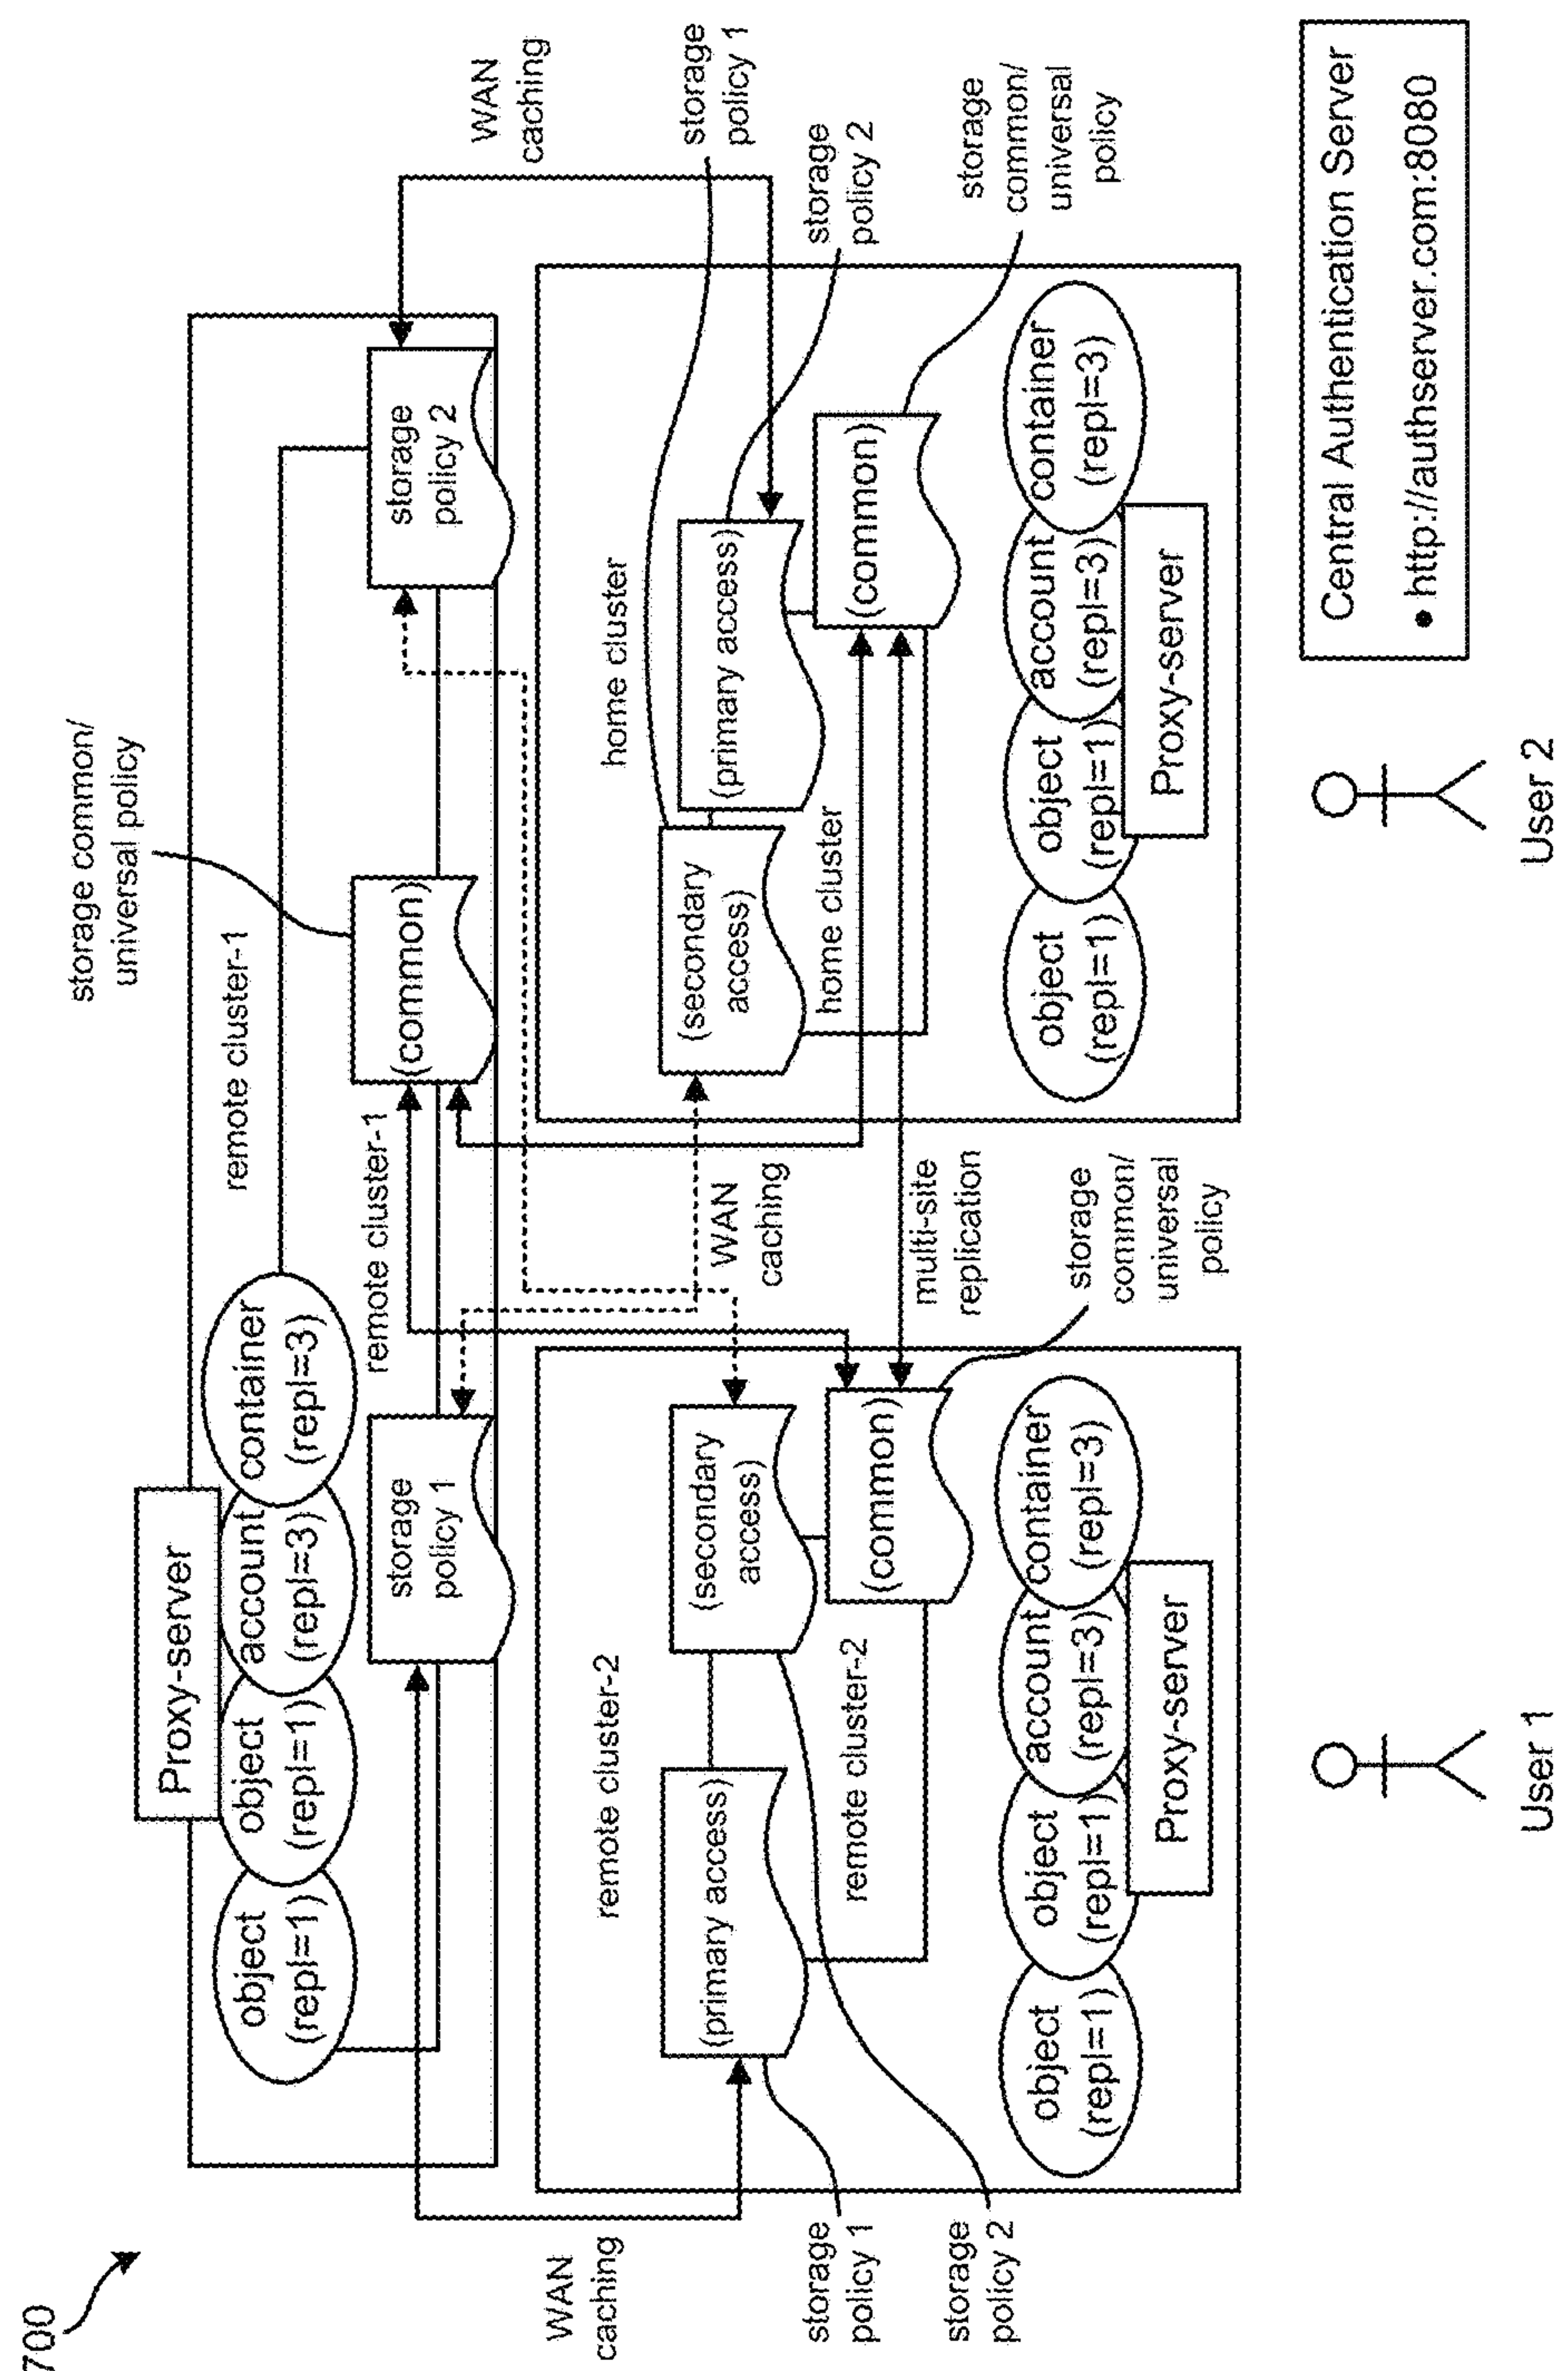 700
storage common/
universal policy
Proxy-server
object
(repl=1)
object
(repl=1)
account
(repl=3)
container
(repl=3)
remote cluster-1
remote cluster-1
storage
policy 1
(common)
storage
policy 2
WAN
caching
WAN
caching
WAN
caching
storage
policy 1
storage
policy 2
storage
common/
universal
policy
remote cluster-2
(primary access)
(secondary
access)
remote cluster-2
(common)
object
(repl=1)
object
(repl=1)
account
(repl=3)
container
(repl=3)
Proxy-server
storage
policy 1
storage
policy 2
multi-site
replication
storage
common/
universal
policy
home cluster
(secondary
access)
(primary access)
home cluster
(common)
object
(repl=1)
object
(repl=1)
account
(repl=3)
container
(repl=3)
Proxy-server
User 1
User 2
Central Authentication Server
• http://authserver.com:8080